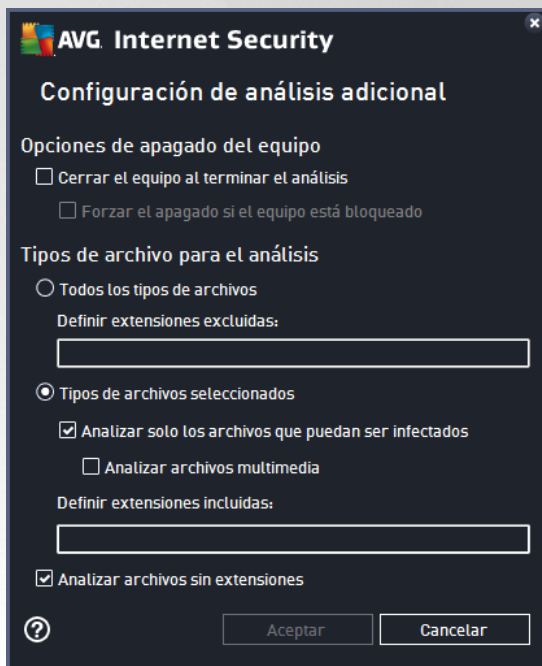 AVG. Internet Security
Configuración de análisis adicional
Opciones de apagado del equipo
Cerrar el equipo al terminar el análisis
Forzar el apagado si el equipo está bloqueado
Tipos de archivo para el análisis
Todos los tipos de archivos
Definir extensiones excluidas:
Tipos de archivos seleccionados
Analizar solo los archivos que puedan ser infectados
Analizar archivos multimedia
Definir extensiones incluidas:
Analizar archivos sin extensiones
? Aceptar Cancelar